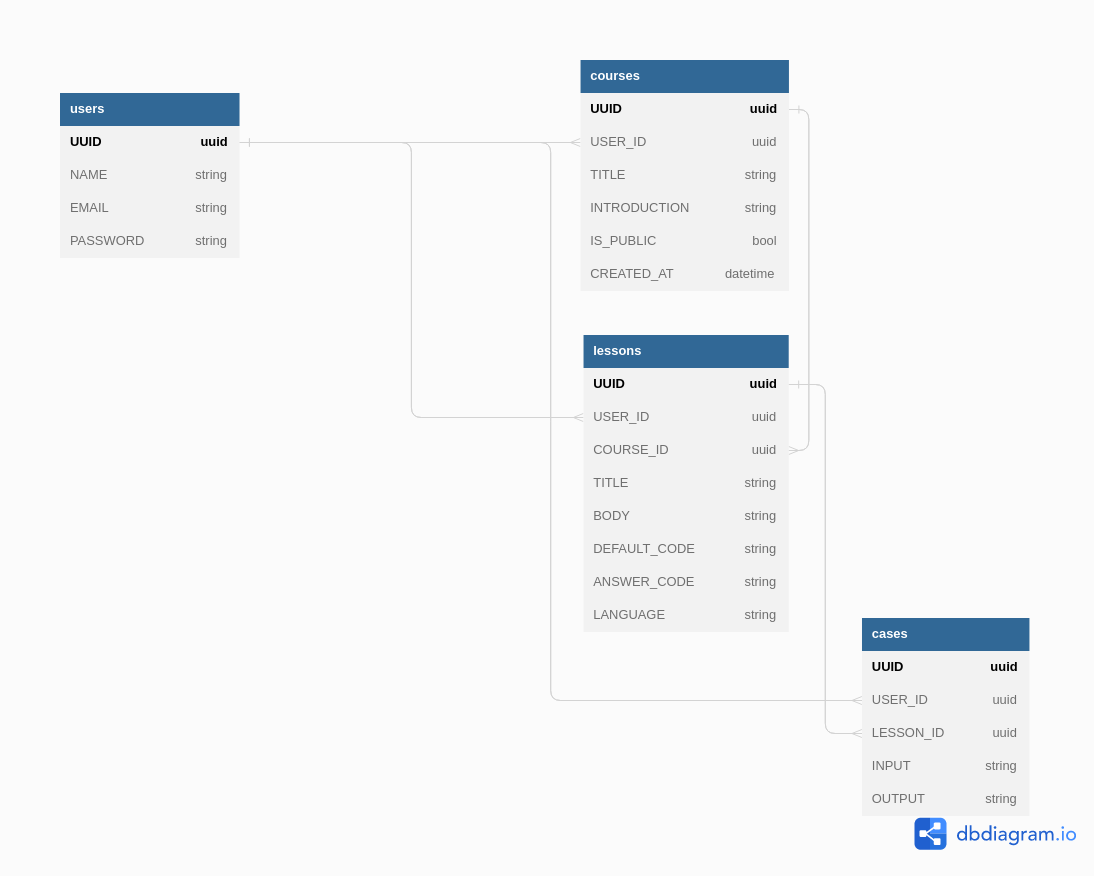 users
UUID uuid
NAME string
EMAIL string
PASSWORD string
courses
UUID uuid
USER_ID uuid
TITLE string
INTRODUCTION string
IS_PUBLIC bool
CREATED_AT datetime
lessons
UUID uuid
USER_ID uuid
COURSE_ID uuid
TITLE string
BODY string
DEFAULT_CODE string
ANSWER_CODE string
LANGUAGE string
cases
UUID uuid
USER_ID uuid
LESSON_ID uuid
INPUT string
OUTPUT string
dbdiagram.io